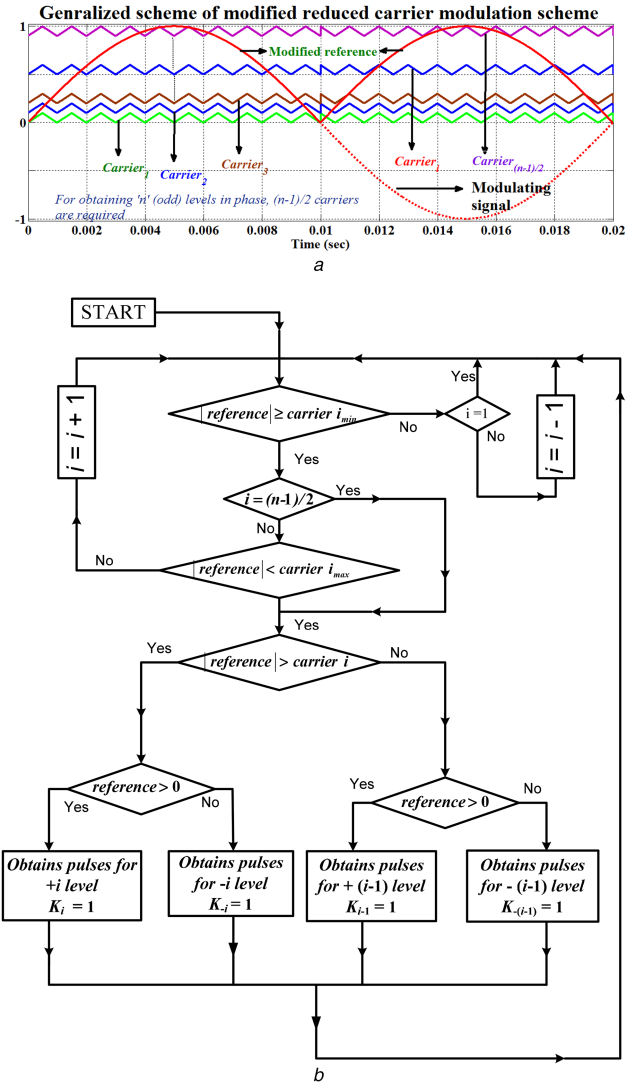 Genralized scheme of modified reduced carrier modulation scheme
1
Modified reference
0
Carrier1
Carrier2
Carrier3
Carrieri
Carrier(n-1)/2
For obtaining 'n' (odd) levels in phase, (n-1)/2 carriers
are required
Modulating
signal
-1
0 0.002 0.004 0.006 0.008 0.01 0.012 0.014 0.016 0.018 0.02
Time (sec)
a
START
i = i + 1
|reference| ≥ carrier imin
No
Yes
i =1
No
i = i - 1
Yes
i = (n-1)/2
Yes
No
|reference| < carrier imax
No
Yes
|reference| > carrier i
Yes
No
reference > 0
Yes
No
reference > 0
Yes
No
Obtains pulses for
+i level
Ki = 1
Obtains pulses
for -i level
K-i = 1
Obtains pulses
for + (i-1) level
Ki-1 = 1
Obtains pulses
for - (i-1) level
K-(i-1) = 1
b